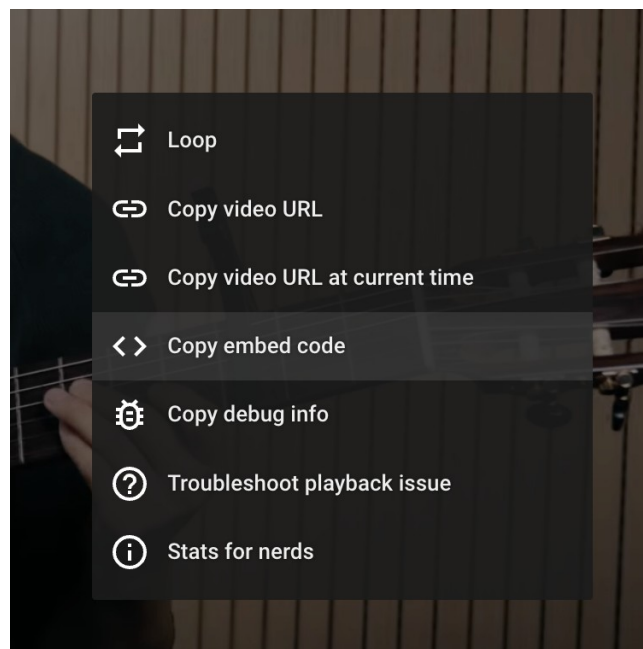 Loop
Copy video URL
Copy video URL at current time
Copy embed code
Copy debug info
Troubleshoot playback issue
Stats for nerds